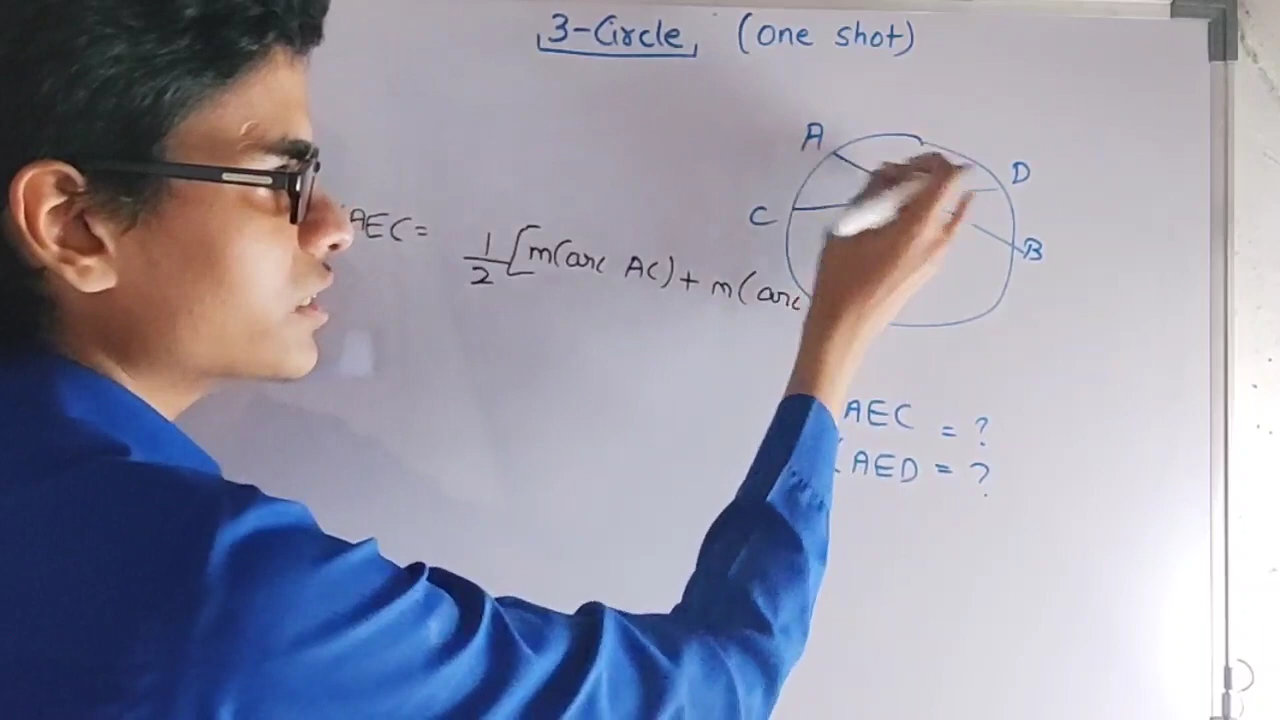 3-Circle (one shot)
A
D
C
B
AEC = 1/2 [m(arc AC) + m(arc
AEC = ?
AED = ?